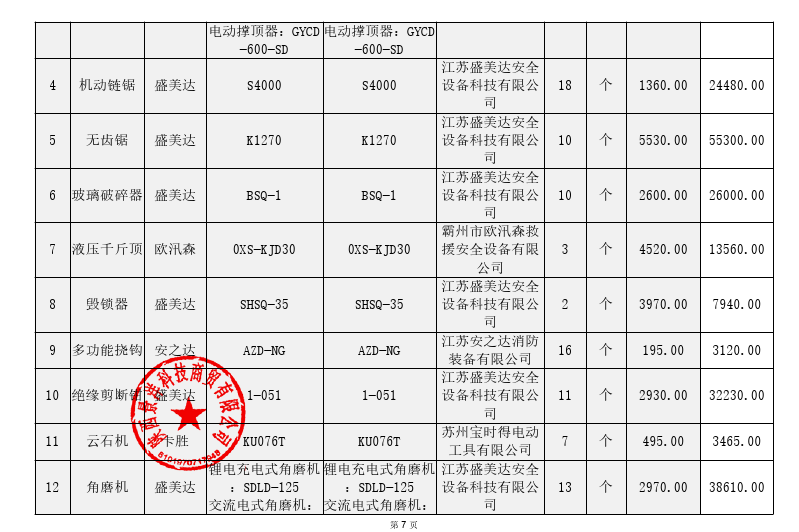 电动撑顶器：GYCD 电动撑顶器：GYCD
-600-SD -600-SD
4 机动链锯 盛美达 S4000 S4000 江苏盛美达安全设备科技有限公司 18 个 1360.00 24480.00
5 无齿锯 盛美达 K1270 K1270 江苏盛美达安全设备科技有限公司 10 个 5530.00 55300.00
6 玻璃破碎器 盛美达 BSQ-1 BSQ-1 江苏盛美达安全设备科技有限公司 10 个 2600.00 26000.00
7 液压千斤顶 欧汛森 OXS-KJD30 OXS-KJD30 霸州市欧汛森救援安全设备有限公司 3 个 4520.00 13560.00
8 毁锁器 盛美达 SHSQ-35 SHSQ-35 江苏盛美达安全设备科技有限公司 2 个 3970.00 7940.00
9 多功能挠钩 安之达 AZD-NG AZD-NG 江苏安之达消防装备有限公司 16 个 195.00 3120.00
10 绝缘剪断钳 盛美达 1-051 1-051 江苏盛美达安全设备科技有限公司 11 个 2930.00 32230.00
11 云石机 卡胜 KU076T KU076T 苏州宝时得电动工具有限公司 7 个 495.00 3465.00
12 角磨机 盛美达 锂电充电式角磨机：SDLD-125 锂电充电式角磨机：SDLD-125 江苏盛美达安全设备科技有限公司 13 个 2970.00 38610.00
交流电式角磨机： 交流电式角磨机：
第 7 页